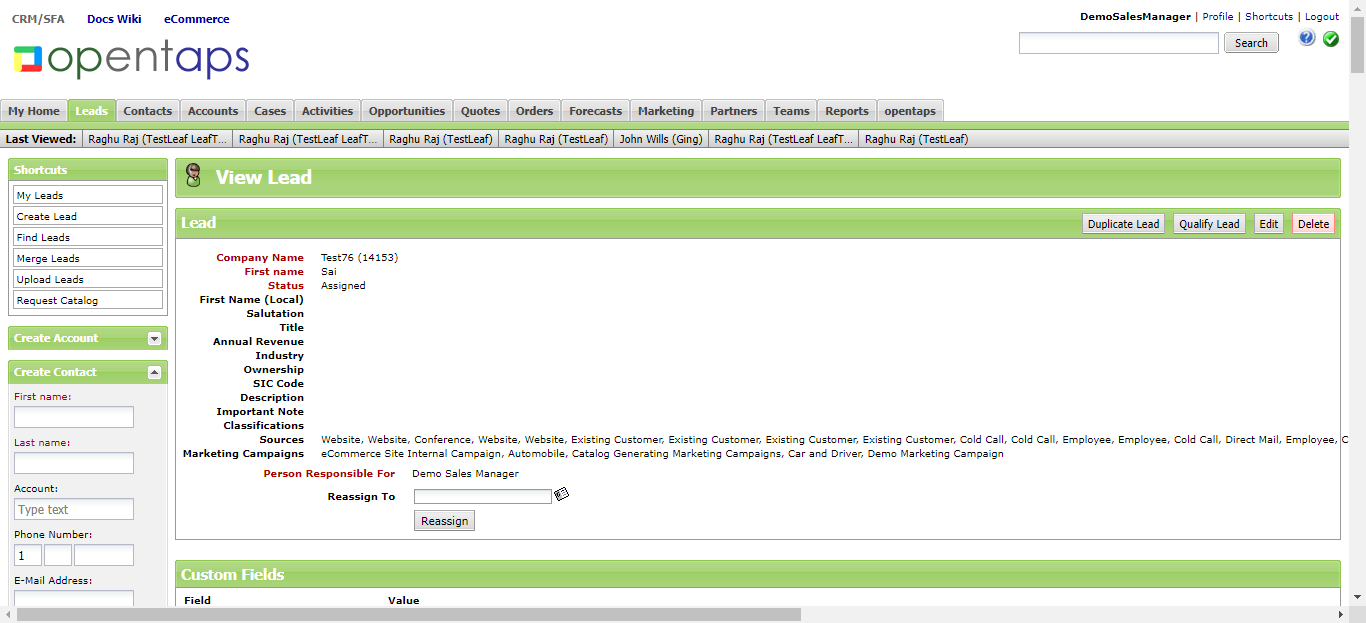 CRM/SFA Docs Wiki eCommerce
DemoSalesManager | Profile | Shortcuts | Logout
opentaps
Search
My Home Leads Contacts Accounts Cases Activities Opportunities Quotes Orders Forecasts Marketing Partners Teams Reports opentaps
Last Viewed: Raghu Raj (TestLeaf LeafT... Raghu Raj (TestLeaf LeafT... Raghu Raj (TestLeaf) Raghu Raj (TestLeaf) John Wills (Ging) Raghu Raj (TestLeaf LeafT... Raghu Raj (TestLeaf)
Shortcuts
My Leads
Create Lead
Find Leads
Merge Leads
Upload Leads
Request Catalog
Create Account
Create Contact
First name:
Last name:
Account:
Type text
Phone Number:
1
E-Mail Address:
View Lead
Lead
Duplicate Lead Qualify Lead Edit Delete
Company Name Test76 (14153)
First name Sai
Status Assigned
First Name (Local)
Salutation
Title
Annual Revenue
Industry
Ownership
SIC Code
Description
Important Note
Classifications
Sources Website, Website, Conference, Website, Website, Existing Customer, Existing Customer, Existing Customer, Existing Customer, Cold Call, Cold Call, Employee, Employee, Cold Call, Direct Mail, Employee, C
Marketing Campaigns eCommerce Site Internal Campaign, Automobile, Catalog Generating Marketing Campaigns, Car and Driver, Demo Marketing Campaign
Person Responsible For Demo Sales Manager
Reassign To
Reassign
Custom Fields
Field Value